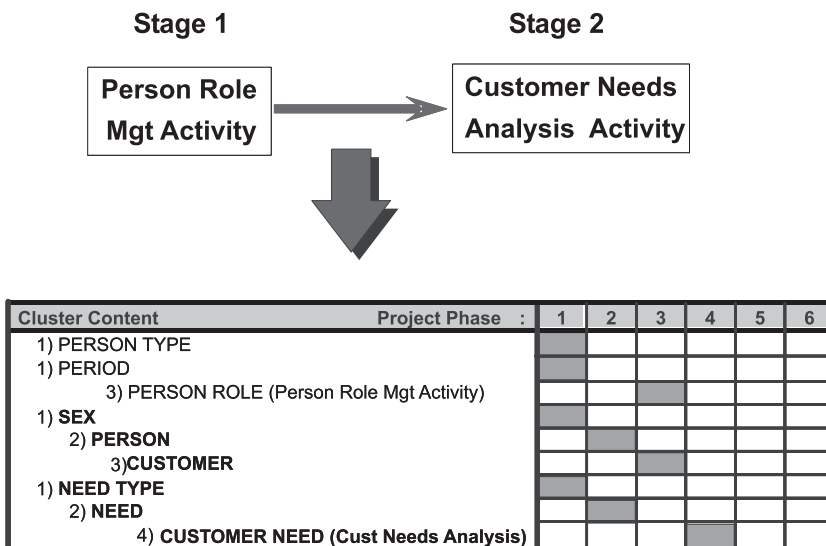 Stage 1
Stage 2
Person Role
Mgt Activity
Customer Needs
Analysis Activity
Cluster Content Project Phase : 1 2 3 4 5 6
1) PERSON TYPE
1) PERIOD
3) PERSON ROLE (Person Role Mgt Activity)
1) SEX
2) PERSON
3)CUSTOMER
1) NEED TYPE
2) NEED
4) CUSTOMER NEED (Cust Needs Analysis)